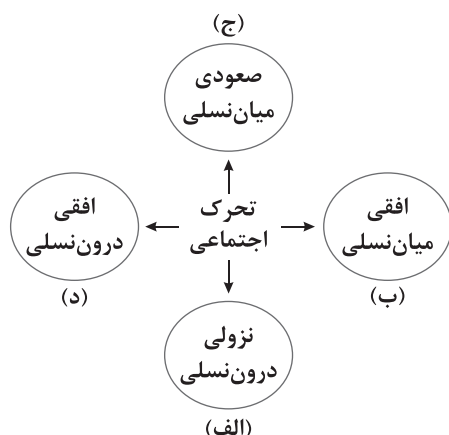 (ج)
صعودی
میان‌نسلی
افقی
میان‌نسلی
(ب)
تحرک
اجتماعی
افقی
درون‌نسلی
(د)
نزولی
درون‌نسلی
(الف)